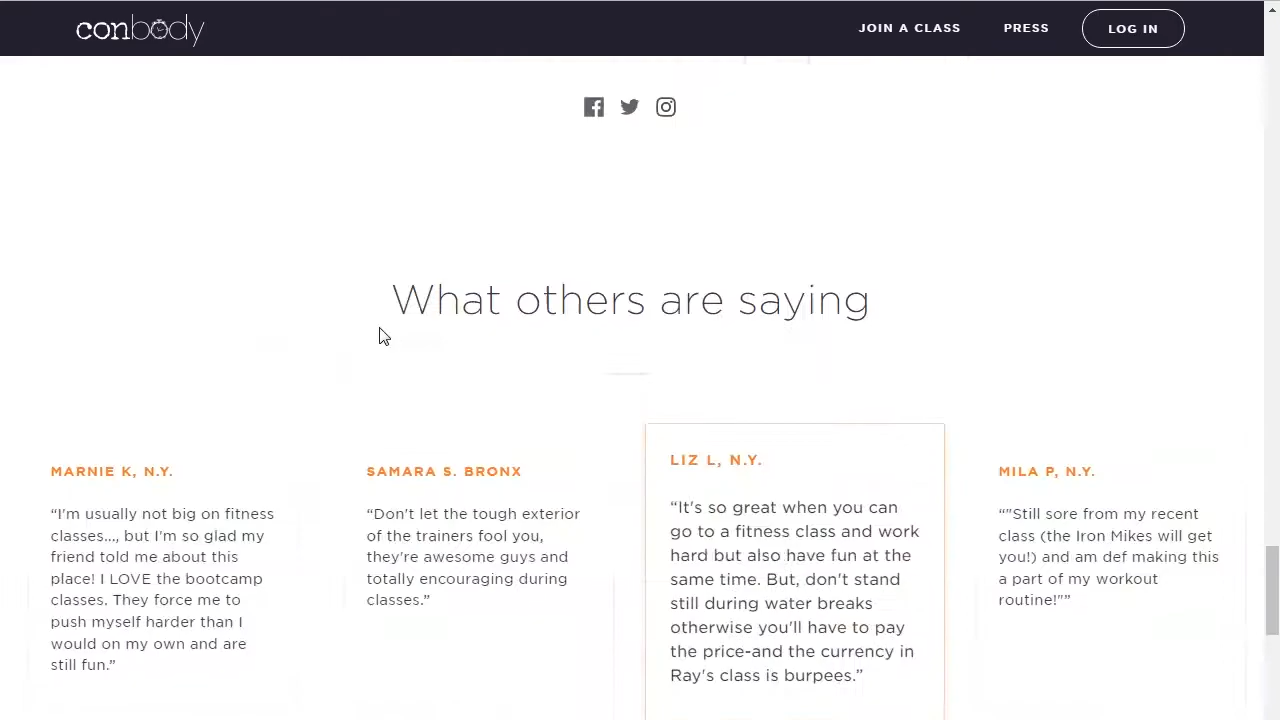 conbody
JOIN A CLASS
PRESS
LOG IN
What others are saying
MARNIE K, N.Y.
“I'm usually not big on fitness
classes..., but I'm so glad my
friend told me about this
place! I LOVE the bootcamp
classes. They force me to
push myself harder than I
would on my own and are
still fun.”
SAMARA S. BRONX
“Don't let the tough exterior
of the trainers fool you,
they're awesome guys and
totally encouraging during
classes.”
LIZ L, N.Y.
“It's so great when you can
go to a fitness class and work
hard but also have fun at the
same time. But, don't stand
still during water breaks
otherwise you'll have to pay
the price-and the currency in
Ray's class is burpees.”
MILA P, N.Y.
“"Still sore from my recent
class (the Iron Mikes will get
you!) and am def making this
a part of my workout
routine!"”